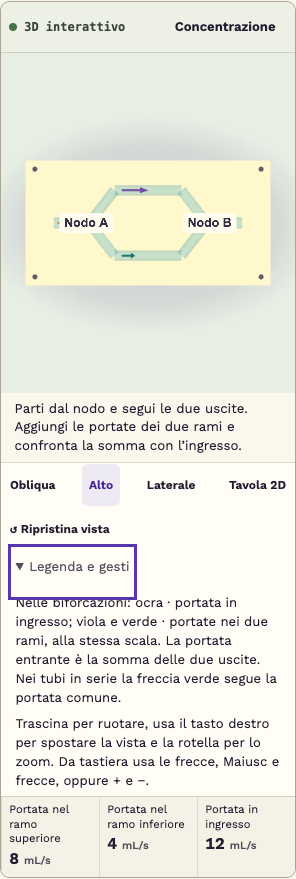 3D interattivo
Concentrazione
Nodo A
Nodo B
Parti dal nodo e segui le due uscite.
Aggiungi le portate dei due rami e
confronta la somma con l’ingresso.
Obliqua
Alto
Laterale
Tavola 2D
↺ Ripristina vista
▼ Legenda e gesti
Nelle biforcazioni: ocra · portata in
ingresso; viola e verde · portate nei due
rami, alla stessa scala. La portata
entrante è la somma delle due uscite.
Nei tubi in serie la freccia verde segue la
portata comune.
Trascina per ruotare, usa il tasto destro
per spostare la vista e la rotella per lo
zoom. Da tastiera usa le frecce, Maiusc e
frecce, oppure + e −.
Portata nel
ramo
superiore
8 mL/s
Portata nel
ramo inferiore
4 mL/s
Portata in
ingresso
12 mL/s